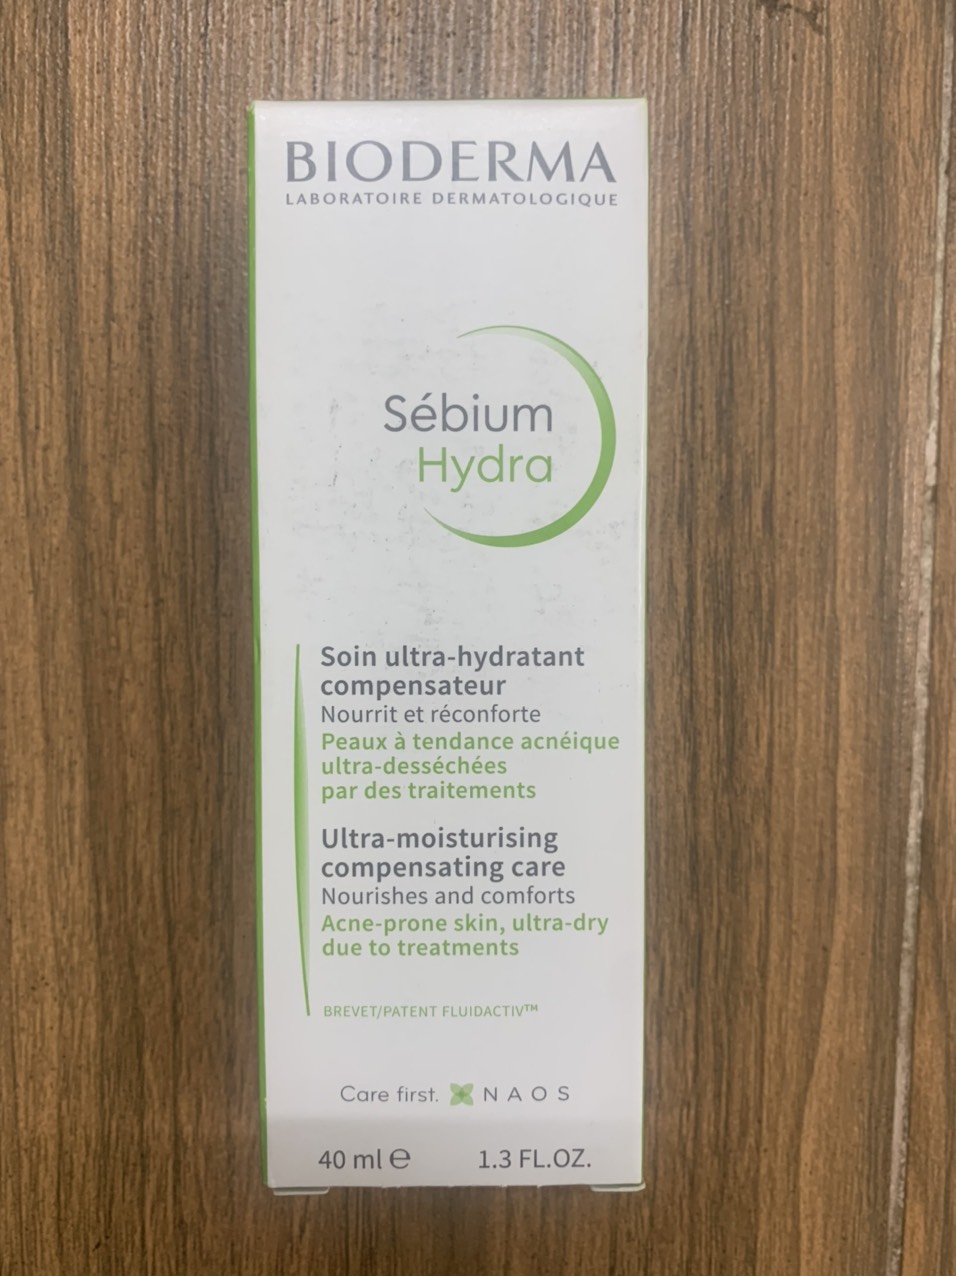 BIODERMA
LABORATOIRE DERMATOLOGIQUE
Sébium
Hydra
Soin ultra-hydratant
compensateur
Nourrit et réconforte
Peaux à tendance acnéique
ultra-desséchées
par des traitements
Ultra-moisturising
compensating care
Nourishes and comforts
Acne-prone skin, ultra-dry
due to treatments
BREVET/PATENT FLUIDACTIV™
Care first. NAOS
40 ml ℮ 1.3 FL.OZ.